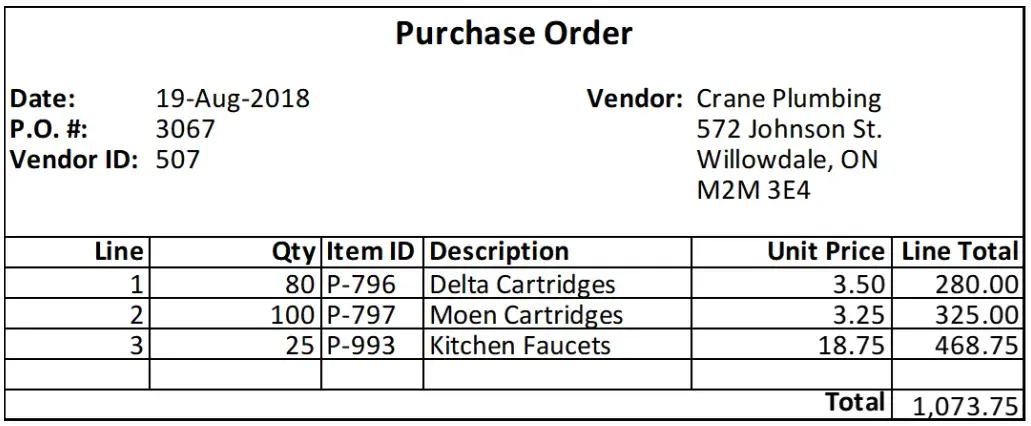 Purchase Order
Date: 19-Aug-2018 Vendor: Crane Plumbing
P.O. #: 3067 572 Johnson St.
Vendor ID: 507 Willowdale, ON
M2M 3E4
Line Qty Item ID Description Unit Price Line Total
1 80 P-796 Delta Cartridges 3.50 280.00
2 100 P-797 Moen Cartridges 3.25 325.00
3 25 P-993 Kitchen Faucets 18.75 468.75
Total 1,073.75